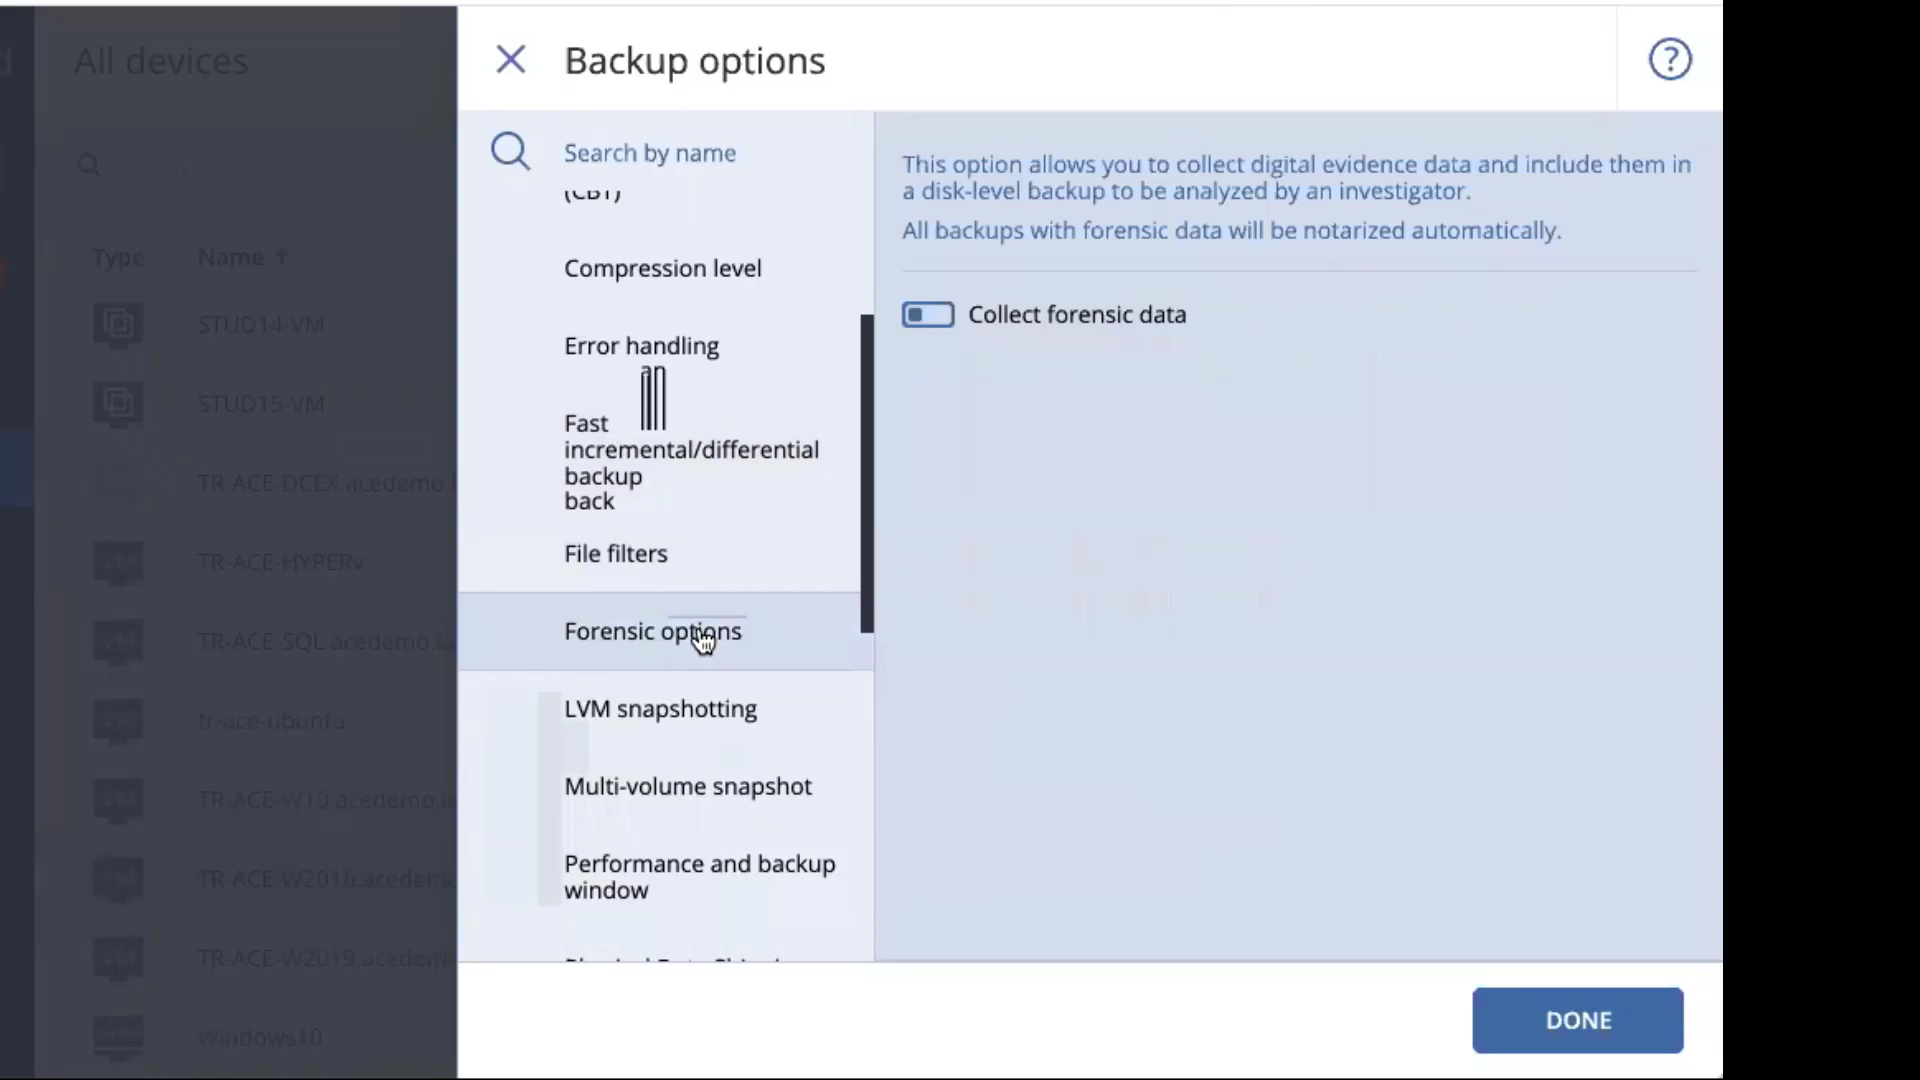 All devices
Backup options
?
Search by name
(CBT)
This option allows you to collect digital evidence data and include them in
a disk-level backup to be analyzed by an investigator.
All backups with forensic data will be notarized automatically.
Type
Name ↑
Compression level
Collect forensic data
STUD14-VM
Error handling
STUD15-VM
Fast
incremental/differential
backup
back
TR-ACE-DCEX.acedemo.l
File filters
TR-ACE-HYPERv
Forensic options
TR-ACE-SQL.acedemo.la
LVM snapshotting
tr-ace-ubuntu
Multi-volume snapshot
TR-ACE-W10.acedemo.la
Performance and backup
window
TR-ACE-W2016.acedemo
TR-ACE-W2019.acedem
DONE
Windows10